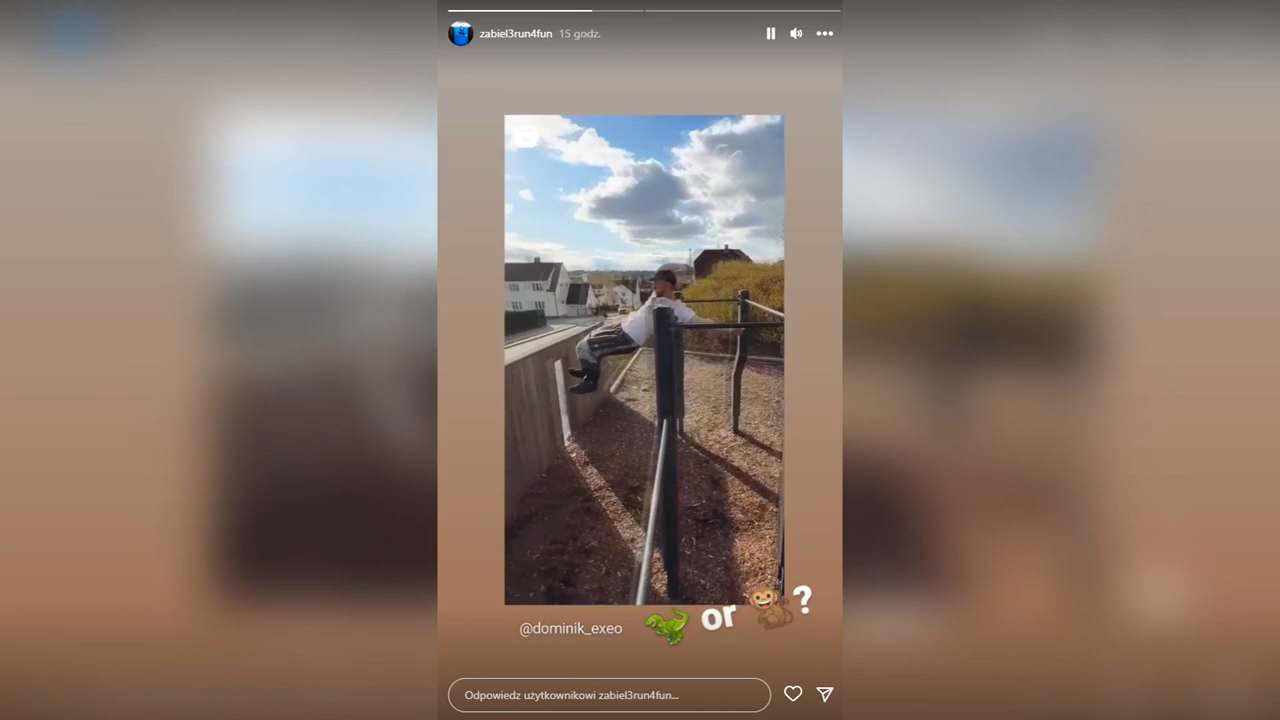 zabiel3run4fun 15 godz.
or ?
@dominik_exeo
Odpowiedz użytkownikowi zabiel3run4fun...